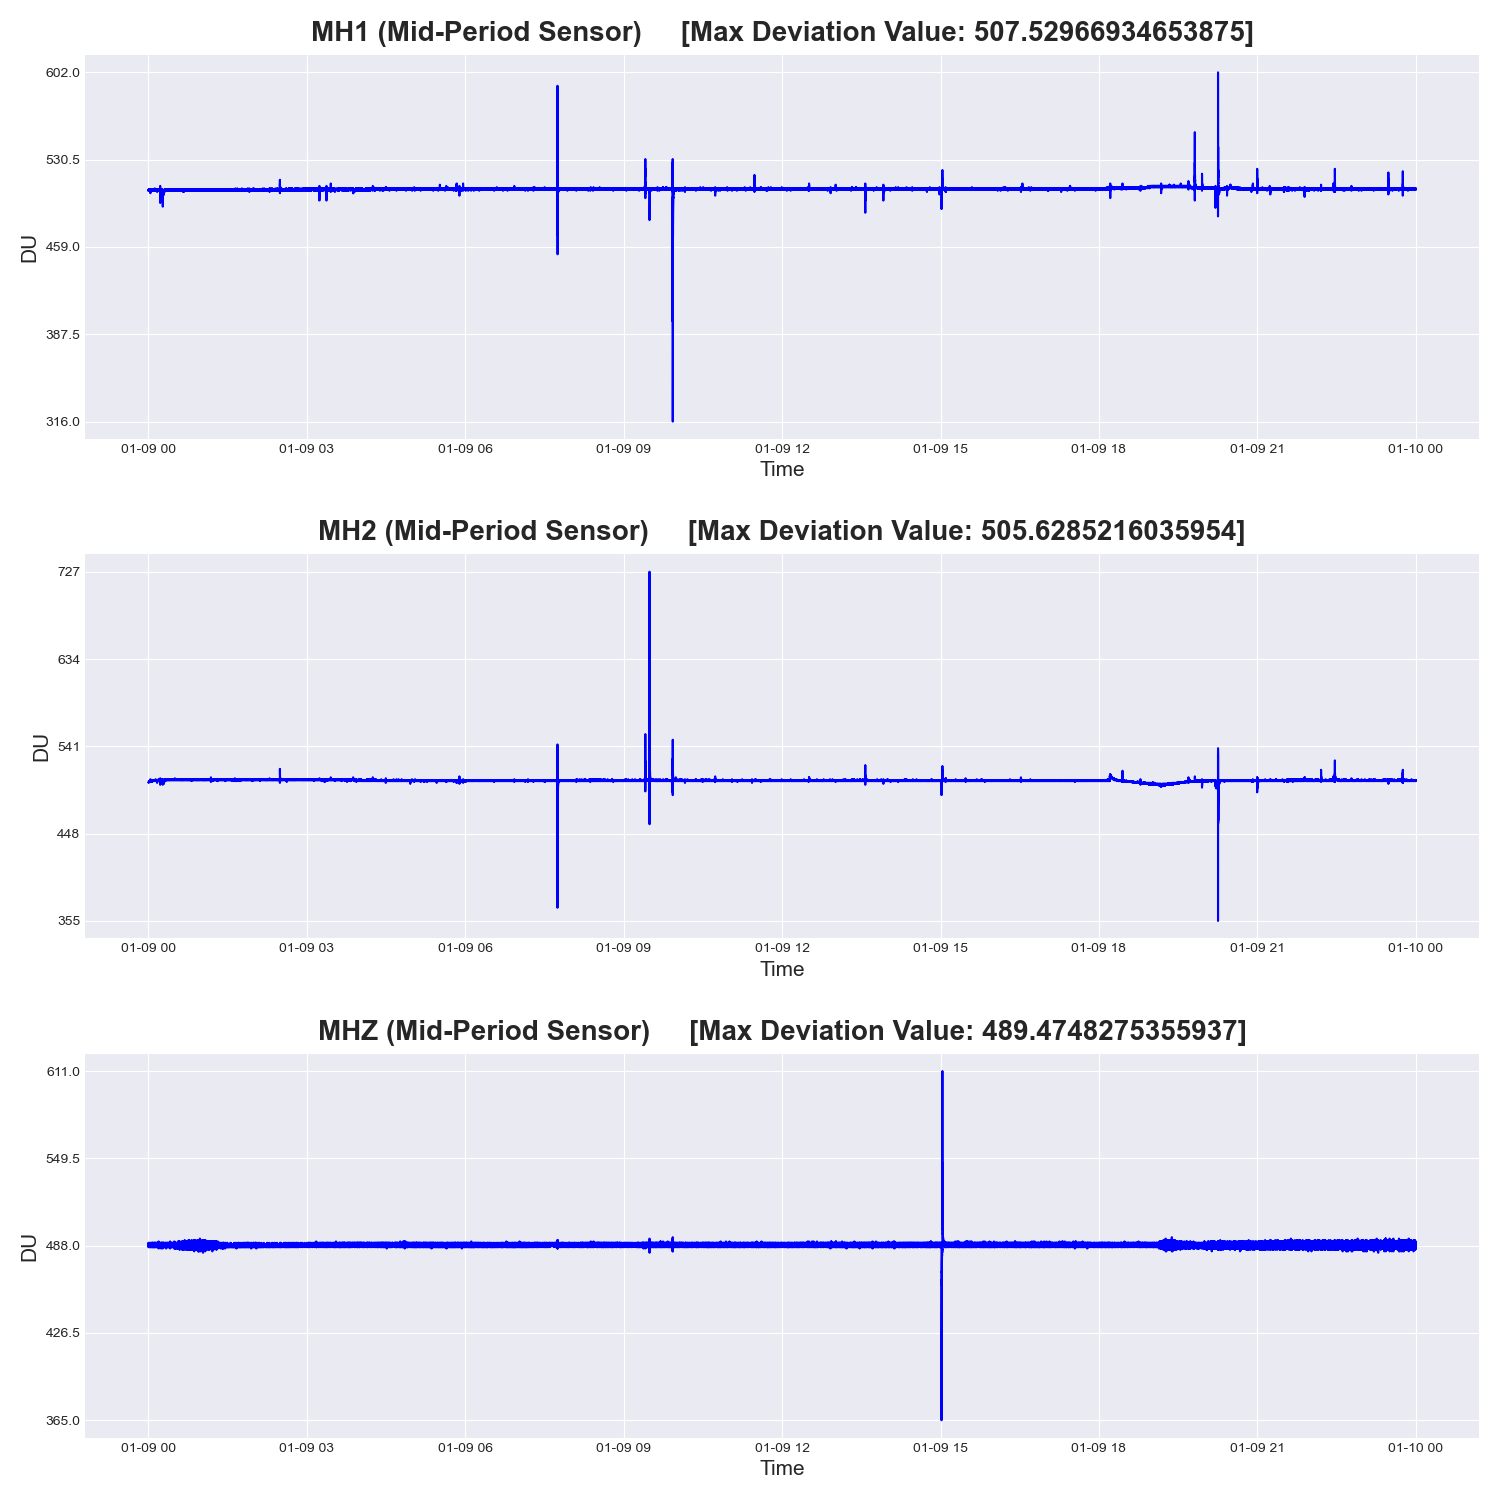 MH1 (Mid-Period Sensor) [Max Deviation Value: 507.52966934653875]
602.0
530.5
459.0
387.5
316.0
DU
01-09 00 01-09 03 01-09 06 01-09 09 01-09 12 01-09 15 01-09 18 01-09 21 01-10 00
Time
MH2 (Mid-Period Sensor) [Max Deviation Value: 505.6285216035954]
727
634
541
448
355
DU
01-09 00 01-09 03 01-09 06 01-09 09 01-09 12 01-09 15 01-09 18 01-09 21 01-10 00
Time
MHZ (Mid-Period Sensor) [Max Deviation Value: 489.4748275355937]
611.0
549.5
488.0
426.5
365.0
DU
01-09 00 01-09 03 01-09 06 01-09 09 01-09 12 01-09 15 01-09 18 01-09 21 01-10 00
Time